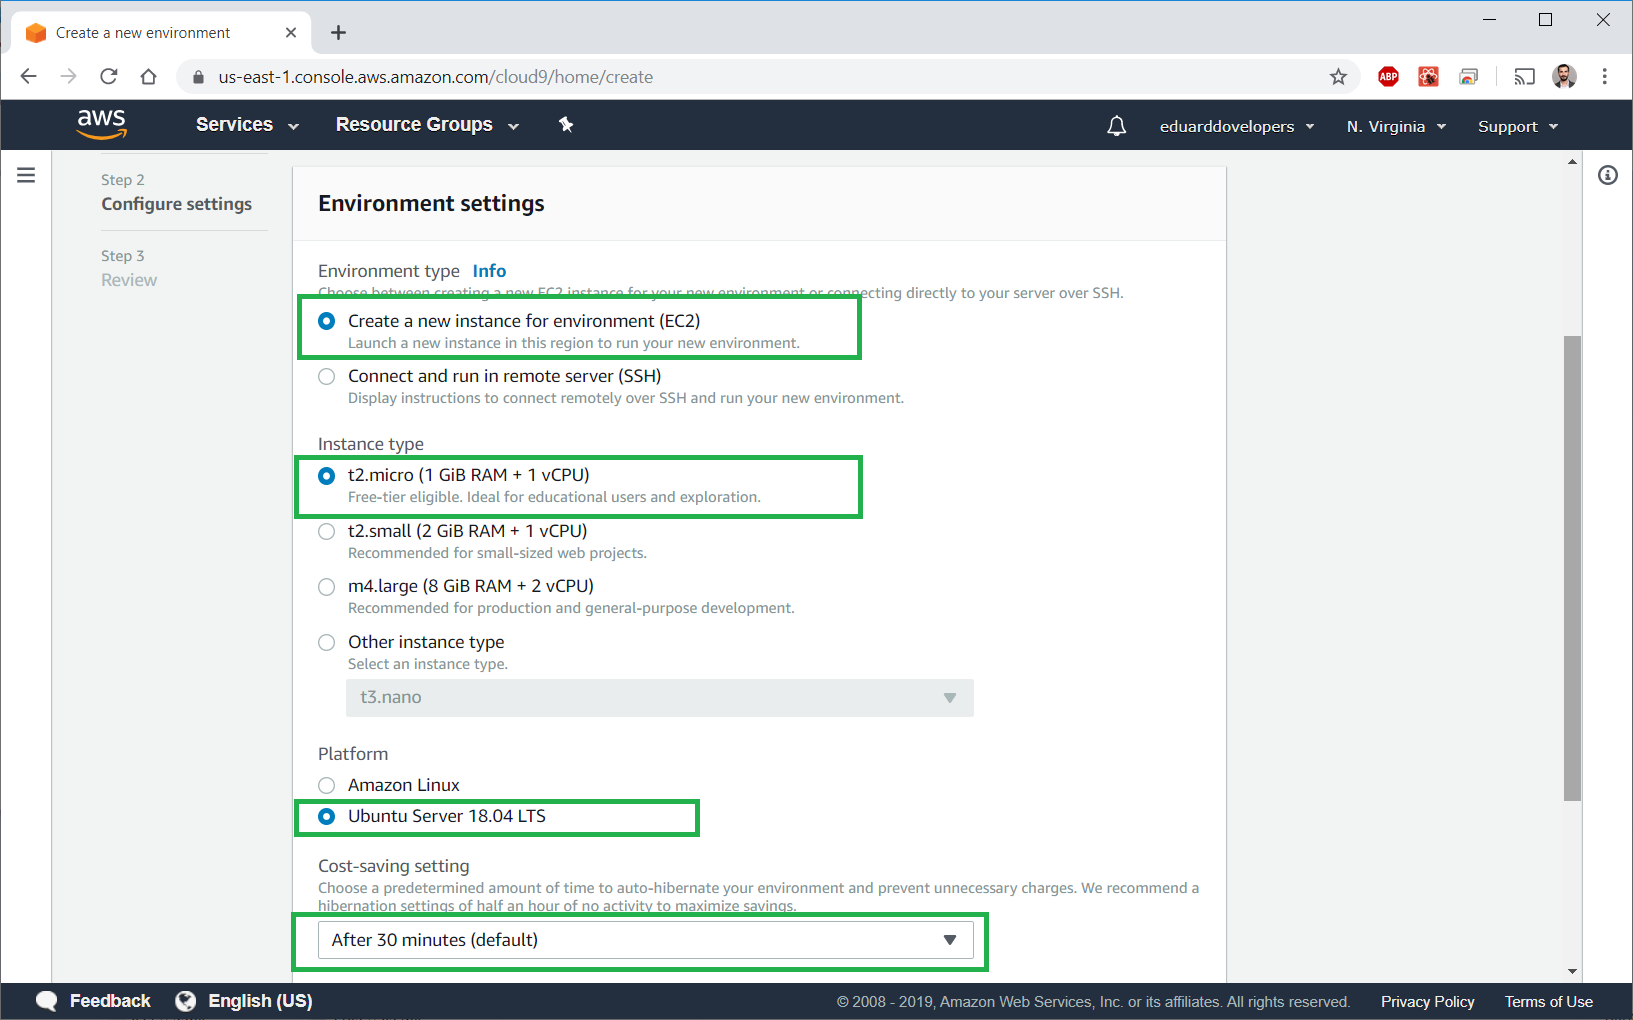 Create a new environment
us-east-1.console.aws.amazon.com/cloud9/home/create
ABP
aws
Services
Resource Groups
eduarddovelopers
N. Virginia
Support
Step 2
Configure settings
Step 3
Review
Environment settings
Environment type Info
Choose between creating a new EC2 instance for your new environment or connecting directly to your server over SSH.
Create a new instance for environment (EC2)
Launch a new instance in this region to run your new environment.
Connect and run in remote server (SSH)
Display instructions to connect remotely over SSH and run your new environment.
Instance type
t2.micro (1 GiB RAM + 1 vCPU)
Free-tier eligible. Ideal for educational users and exploration.
t2.small (2 GiB RAM + 1 vCPU)
Recommended for small-sized web projects.
m4.large (8 GiB RAM + 2 vCPU)
Recommended for production and general-purpose development.
Other instance type
Select an instance type.
t3.nano
Platform
Amazon Linux
Ubuntu Server 18.04 LTS
Cost-saving setting
Choose a predetermined amount of time to auto-hibernate your environment and prevent unnecessary charges. We recommend a
hibernation settings of half an hour of no activity to maximize savings.
After 30 minutes (default)
Feedback
English (US)
© 2008 - 2019, Amazon Web Services, Inc. or its affiliates. All rights reserved.
Privacy Policy
Terms of Use